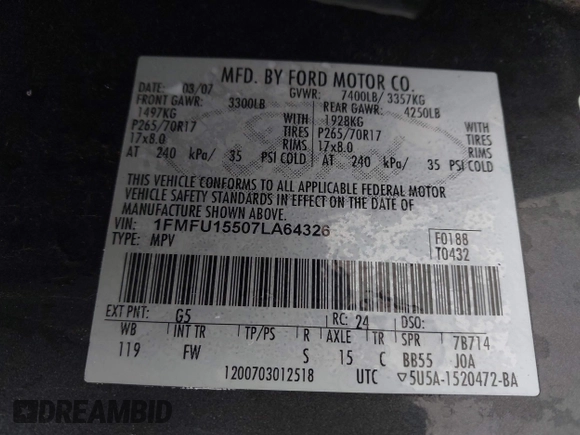 MFD. BY FORD MOTOR CO.
DATE: 03/07 GVWR: 7400LB/ 3357KG
FRONT GAWR: 3300LB REAR GAWR: 4250LB
1497KG WITH 1928KG WITH
P265/70R17 TIRES P265/70R17 TIRES
17x8.0 RIMS 17x8.0 RIMS
AT 240 kPa/ 35 PSI COLD AT 240 kPa/ 35 PSI COLD
THIS VEHICLE CONFORMS TO ALL APPLICABLE FEDERAL MOTOR
VEHICLE SAFETY STANDARDS IN EFFECT ON THE DATE OF
MANUFACTURE SHOWN ABOVE.
VIN: 1FMFU15507LA64326 F0188
TYPE: MPV T0432
EXT PNT: G5 RC: 24 DSO:
WB INT TR TP/PS R AXLE TR SPR 7B714
119 FW S 15 C BB55 JOA
1200703012518 UTC ▽5U5A-1520472-BA
DREAMBID